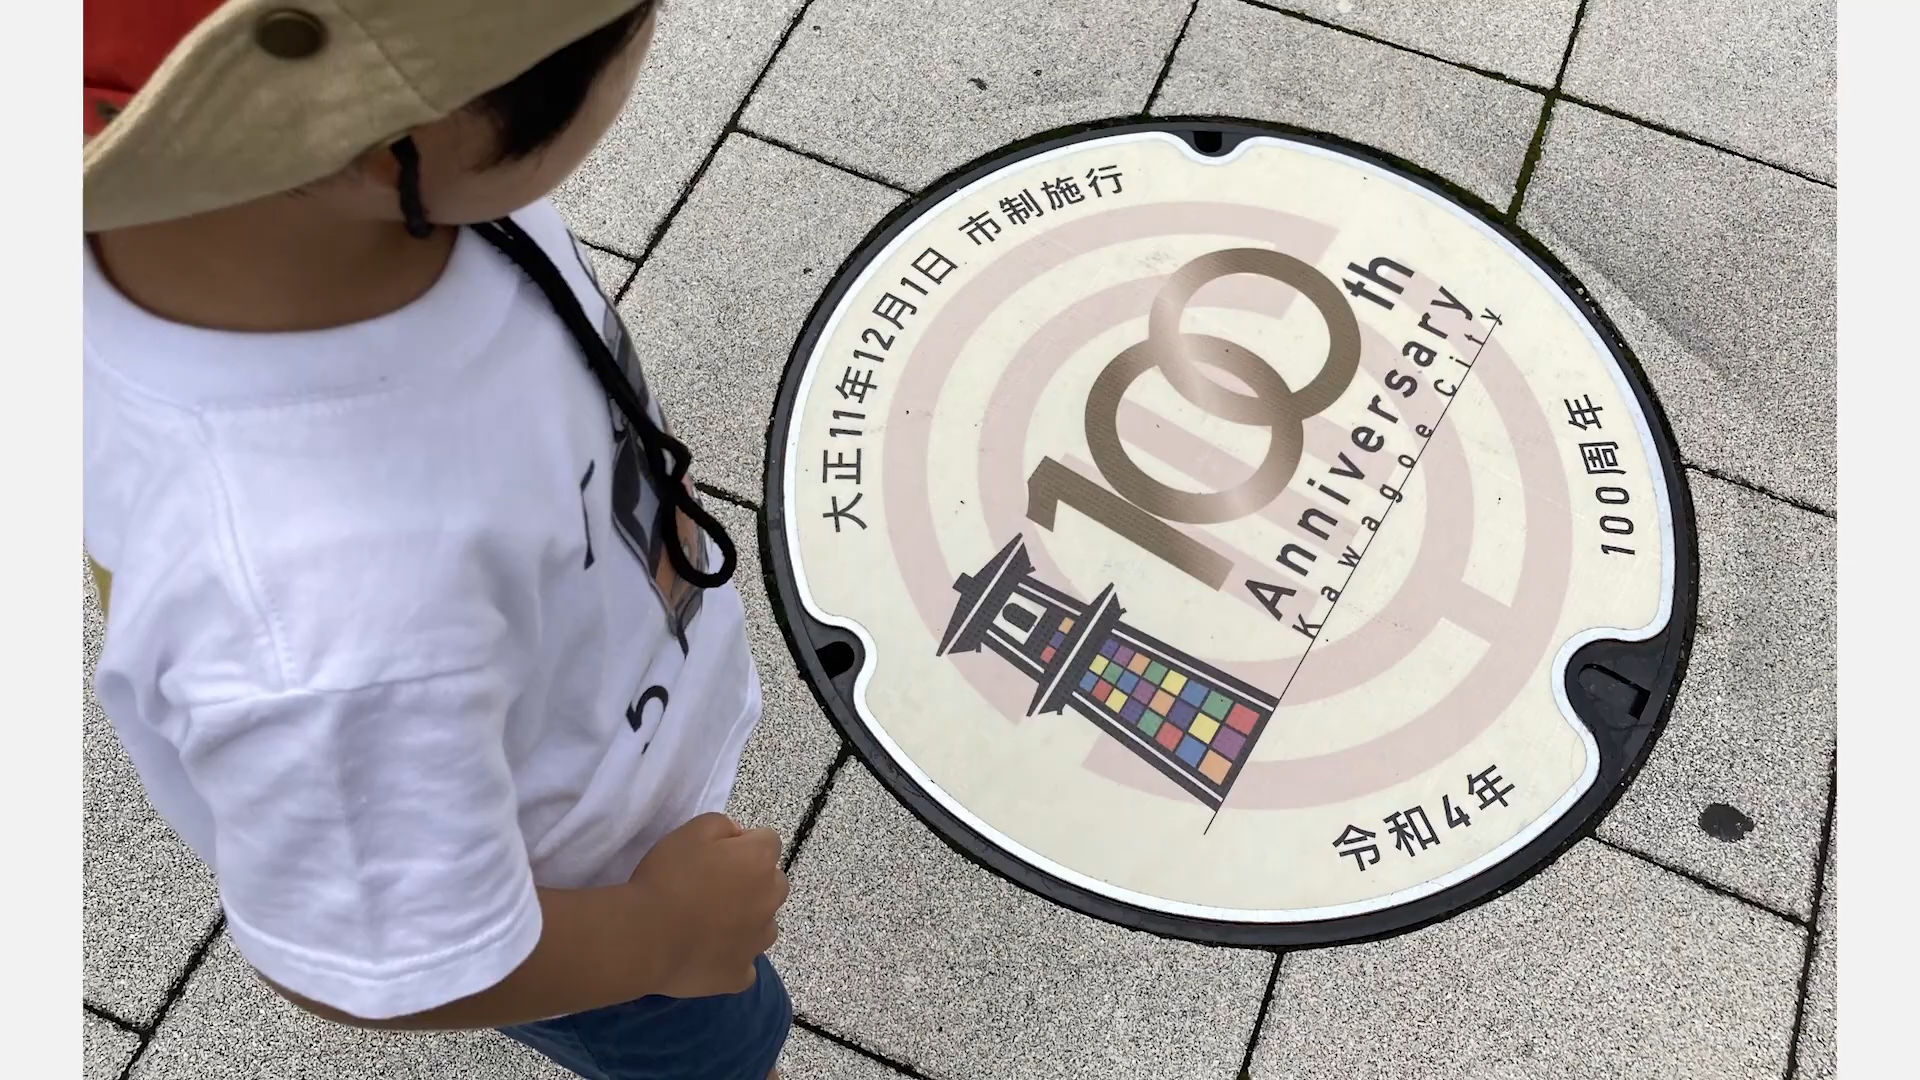 大正11年12月1日 市制施行
100th
Anniversary
Kawagoe City
100周年
令和4年
5